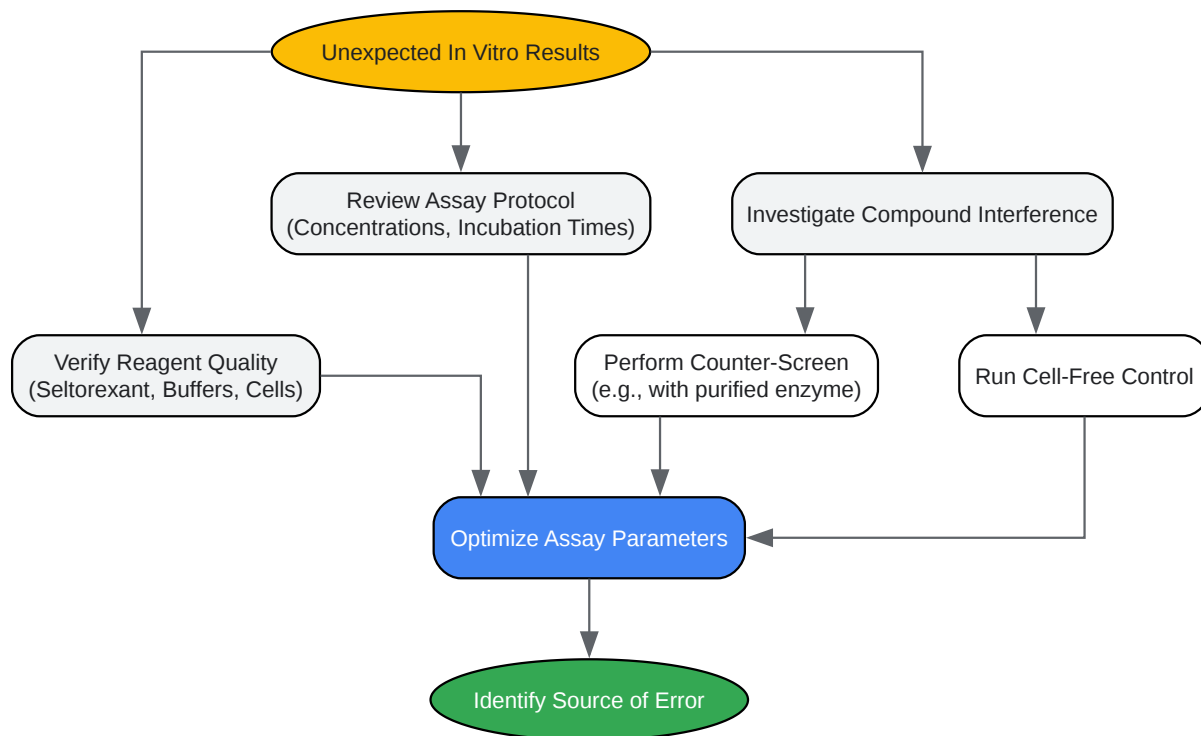 Unexpected In Vitro Results
Review Assay Protocol
(Concentrations, Incubation Times)
Investigate Compound Interference
Verify Reagent Quality
(Seltorexant, Buffers, Cells)
Perform Counter-Screen
(e.g., with purified enzyme)
Run Cell-Free Control
Optimize Assay Parameters
Identify Source of Error